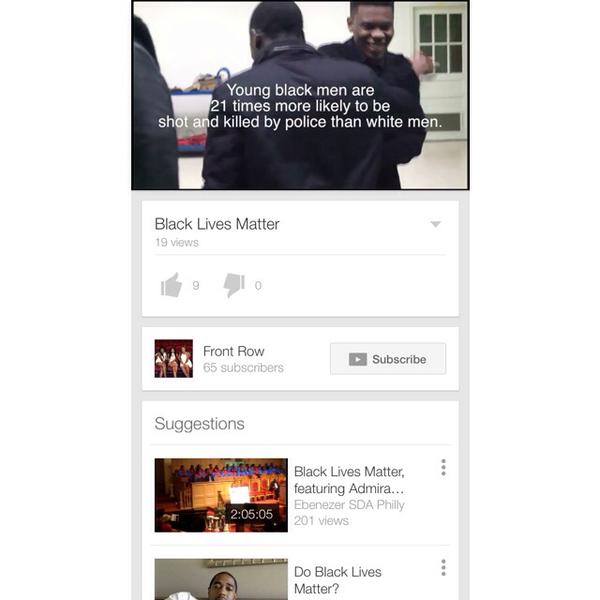 Young black men are
21 times more likely to be
shot and killed by police than white men.
Black Lives Matter
19 views
9
0
Front Row
65 subscribers
Subscribe
Suggestions
2:05:05
Black Lives Matter,
featuring Admira...
Ebenezer SDA Philly
201 views
Do Black Lives
Matter?